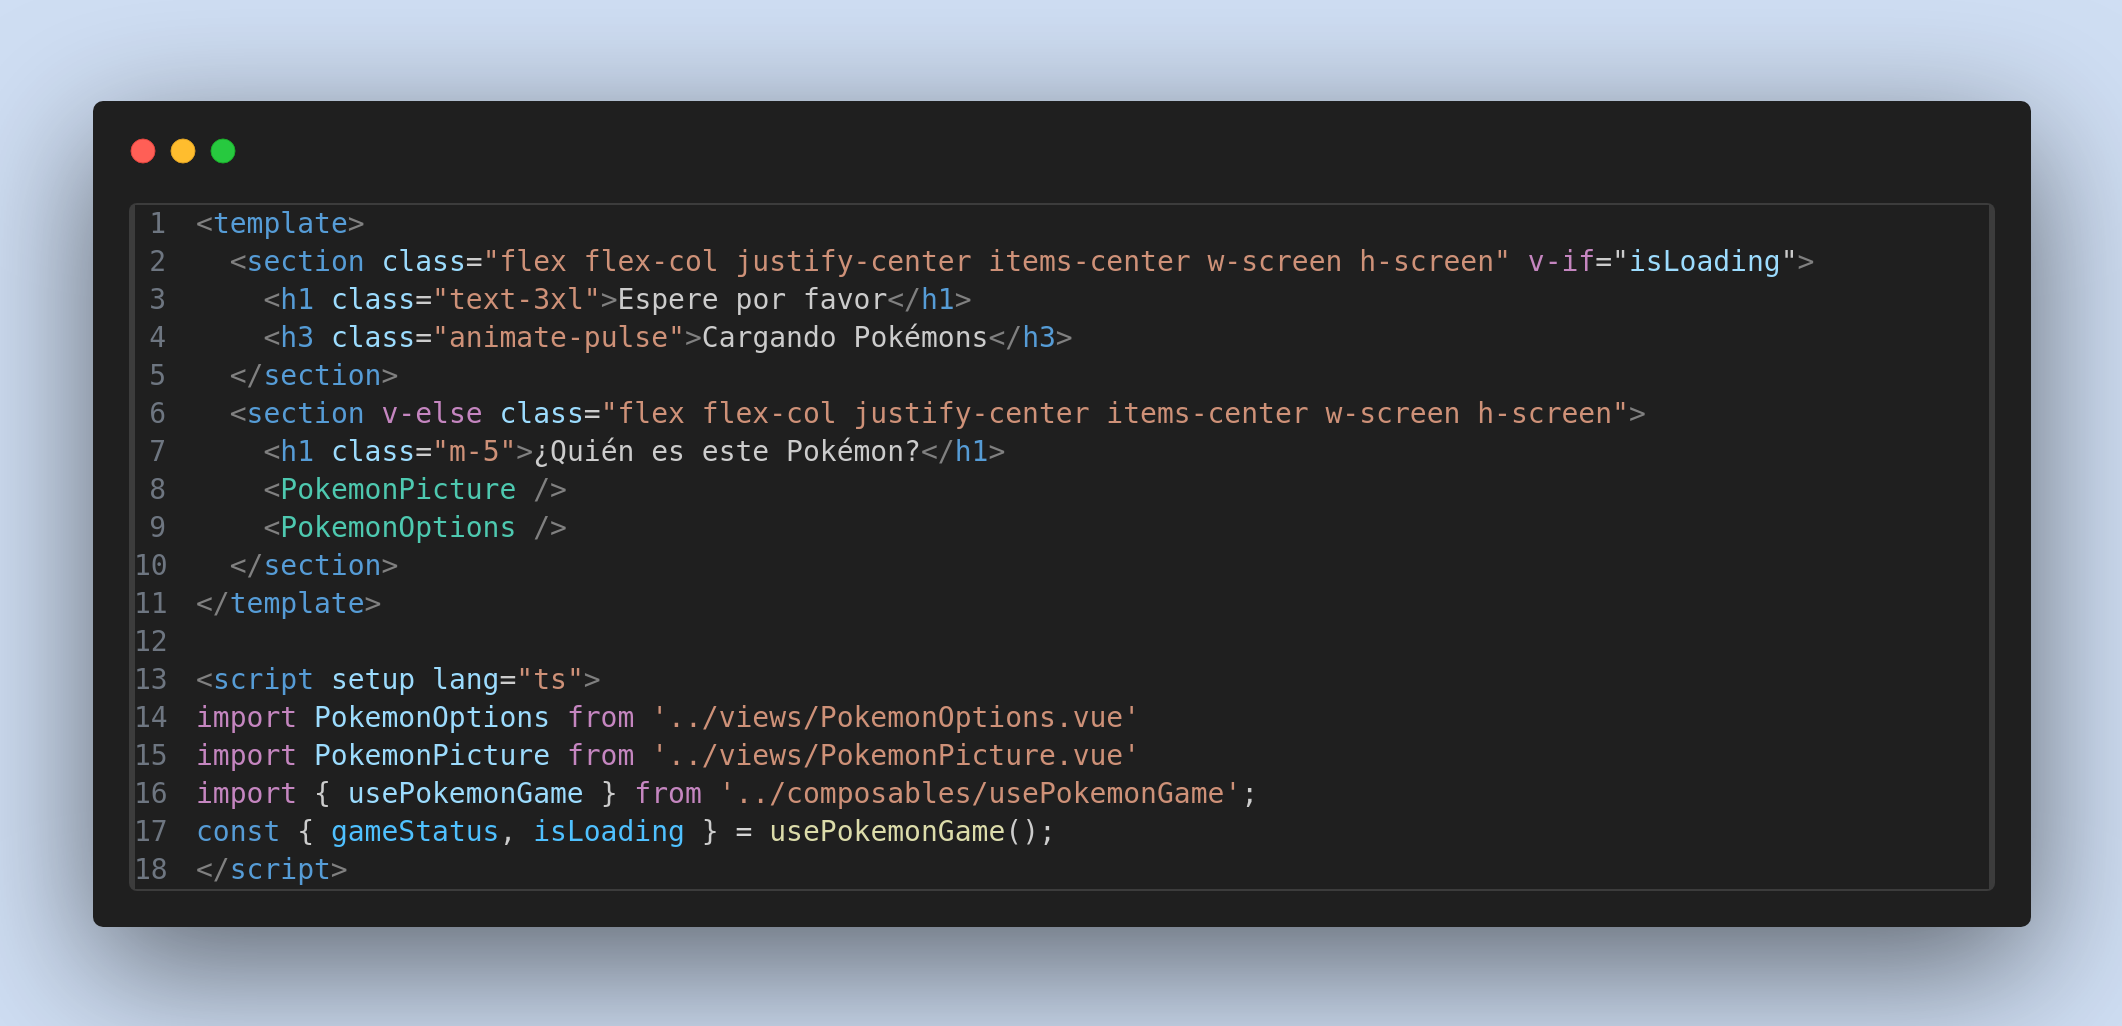 1 <template>
2   <section class="flex flex-col justify-center items-center w-screen h-screen" v-if="isLoading">
3     <h1 class="text-3xl">Espere por favor</h1>
4     <h3 class="animate-pulse">Cargando Pokémons</h3>
5   </section>
6   <section v-else class="flex flex-col justify-center items-center w-screen h-screen">
7     <h1 class="m-5">¿Quién es este Pokémon?</h1>
8     <PokemonPicture />
9     <PokemonOptions />
10   </section>
11 </template>
12
13 <script setup lang="ts">
14 import PokemonOptions from '../views/PokemonOptions.vue'
15 import PokemonPicture from '../views/PokemonPicture.vue'
16 import { usePokemonGame } from '../composables/usePokemonGame';
17 const { gameStatus, isLoading } = usePokemonGame();
18 </script>